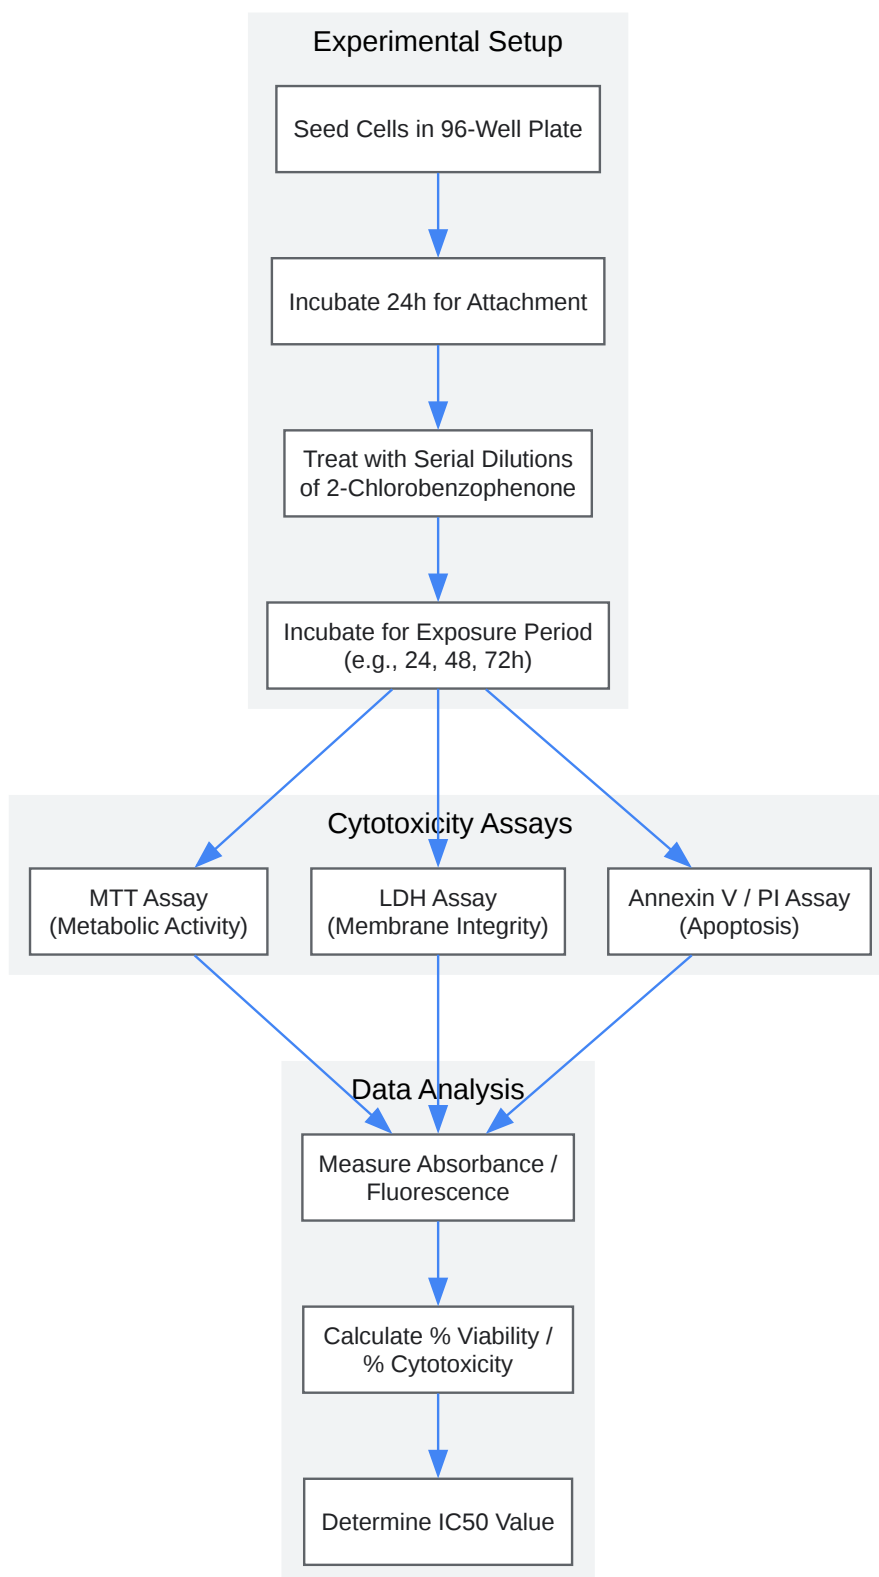 Experimental Setup
Seed Cells in 96-Well Plate
Incubate 24h for Attachment
Treat with Serial Dilutions
of 2-Chlorobenzophenone
Incubate for Exposure Period
(e.g., 24, 48, 72h)
Cytotoxicity Assays
MTT Assay
(Metabolic Activity)
LDH Assay
(Membrane Integrity)
Annexin V / PI Assay
(Apoptosis)
Data Analysis
Measure Absorbance /
Fluorescence
Calculate % Viability /
% Cytotoxicity
Determine IC50 Value